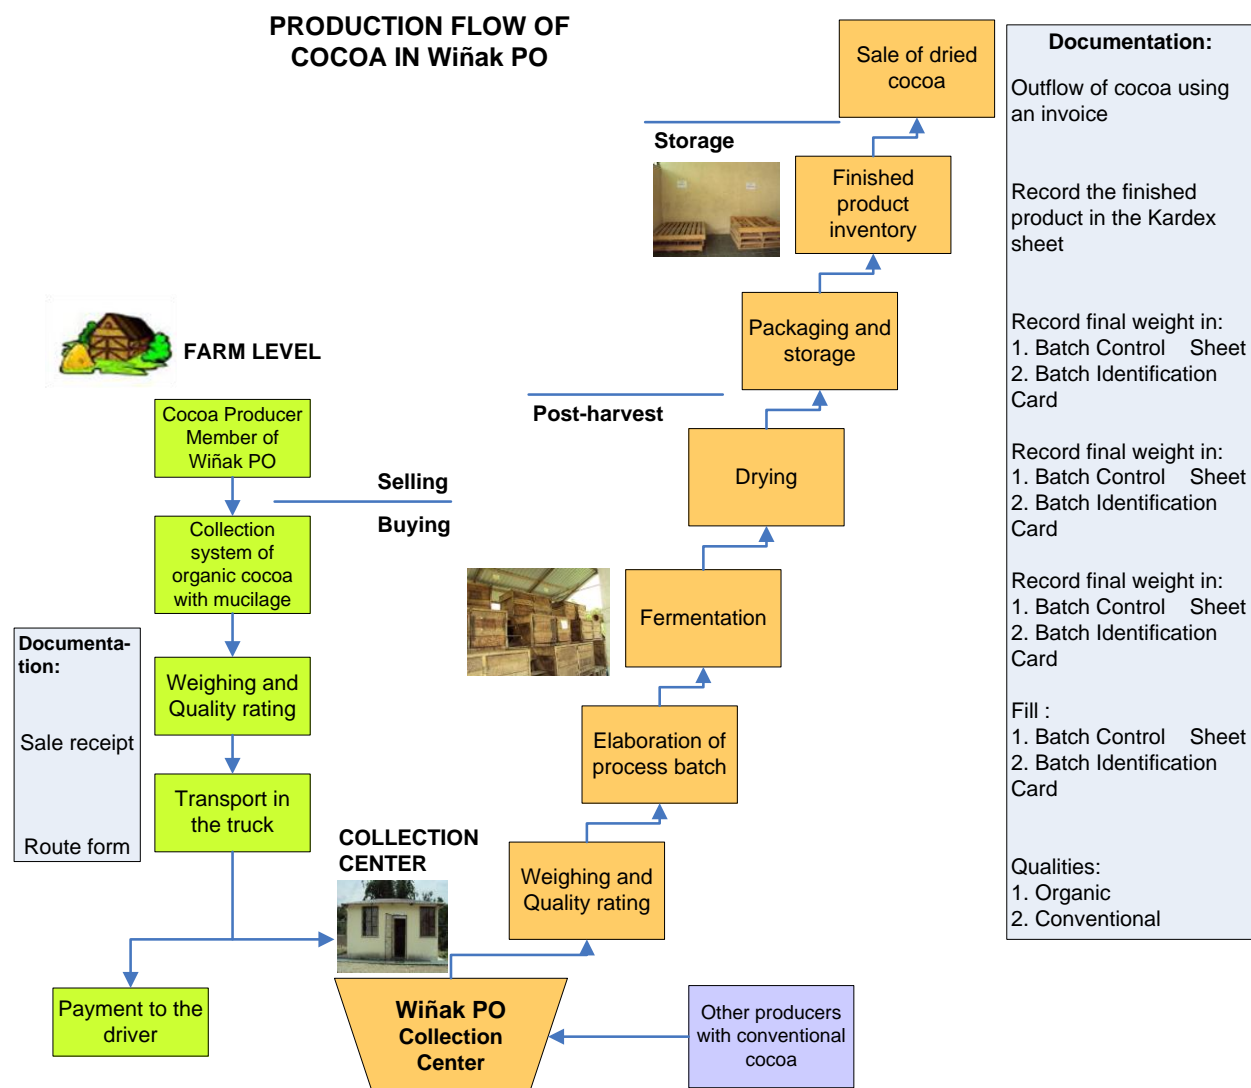 PRODUCTION FLOW OF
COCOA IN Wiñak PO
FARM LEVEL
Cocoa Producer
Member of
Wiñak PO
Selling
Buying
Collection
system of
organic cocoa
with mucilage
Documenta-
tion:
Sale receipt
Route form
Weighing and
Quality rating
Transport in
the truck
Payment to the
driver
COLLECTION
CENTER
Wiñak PO
Collection
Center
Other producers
with conventional
cocoa
Weighing and
Quality rating
Elaboration of
process batch
Fermentation
Drying
Post-harvest
Packaging and
storage
Finished
product
inventory
Storage
Sale of dried
cocoa
Documentation:
Outflow of cocoa using
an invoice
Record the finished
product in the Kardex
sheet
Record final weight in:
1. Batch Control Sheet
2. Batch Identification
Card
Record final weight in:
1. Batch Control Sheet
2. Batch Identification
Card
Record final weight in:
1. Batch Control Sheet
2. Batch Identification
Card
Fill :
1. Batch Control Sheet
2. Batch Identification
Card
Qualities:
1. Organic
2. Conventional